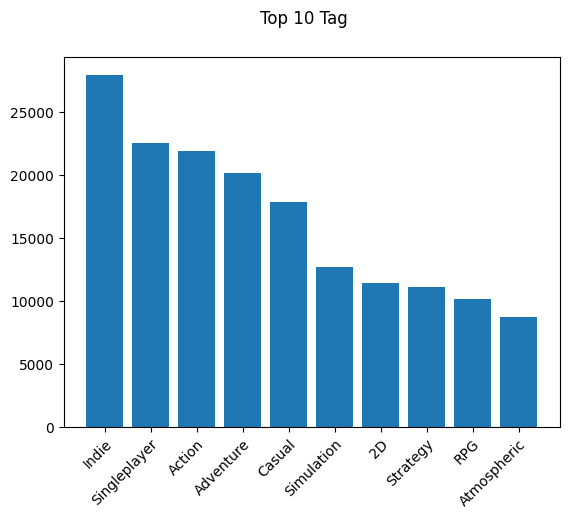 Top 10 Tag
25000
20000
15000
10000
5000
0
Indie
Singleplayer
Action
Adventure
Casual
Simulation
2D
Strategy
RPG
Atmospheric